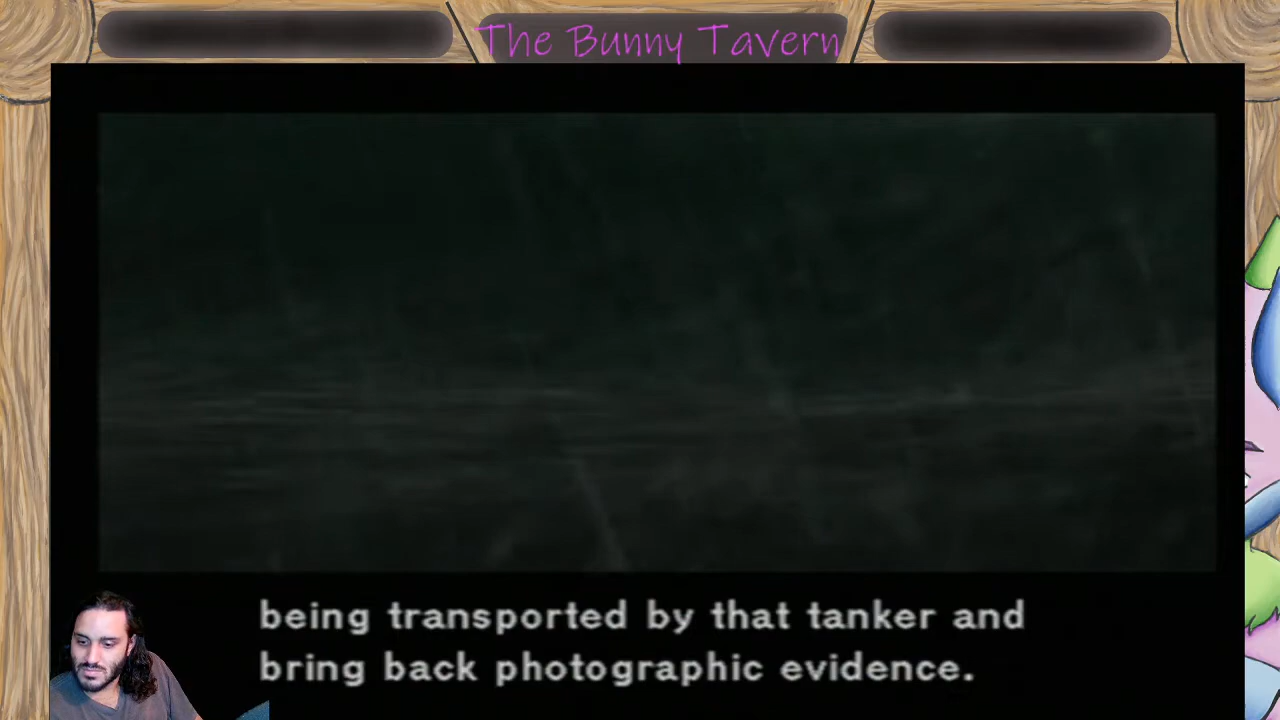 The Bunny Tavern
being transported by that tanker and
bring back photographic evidence.